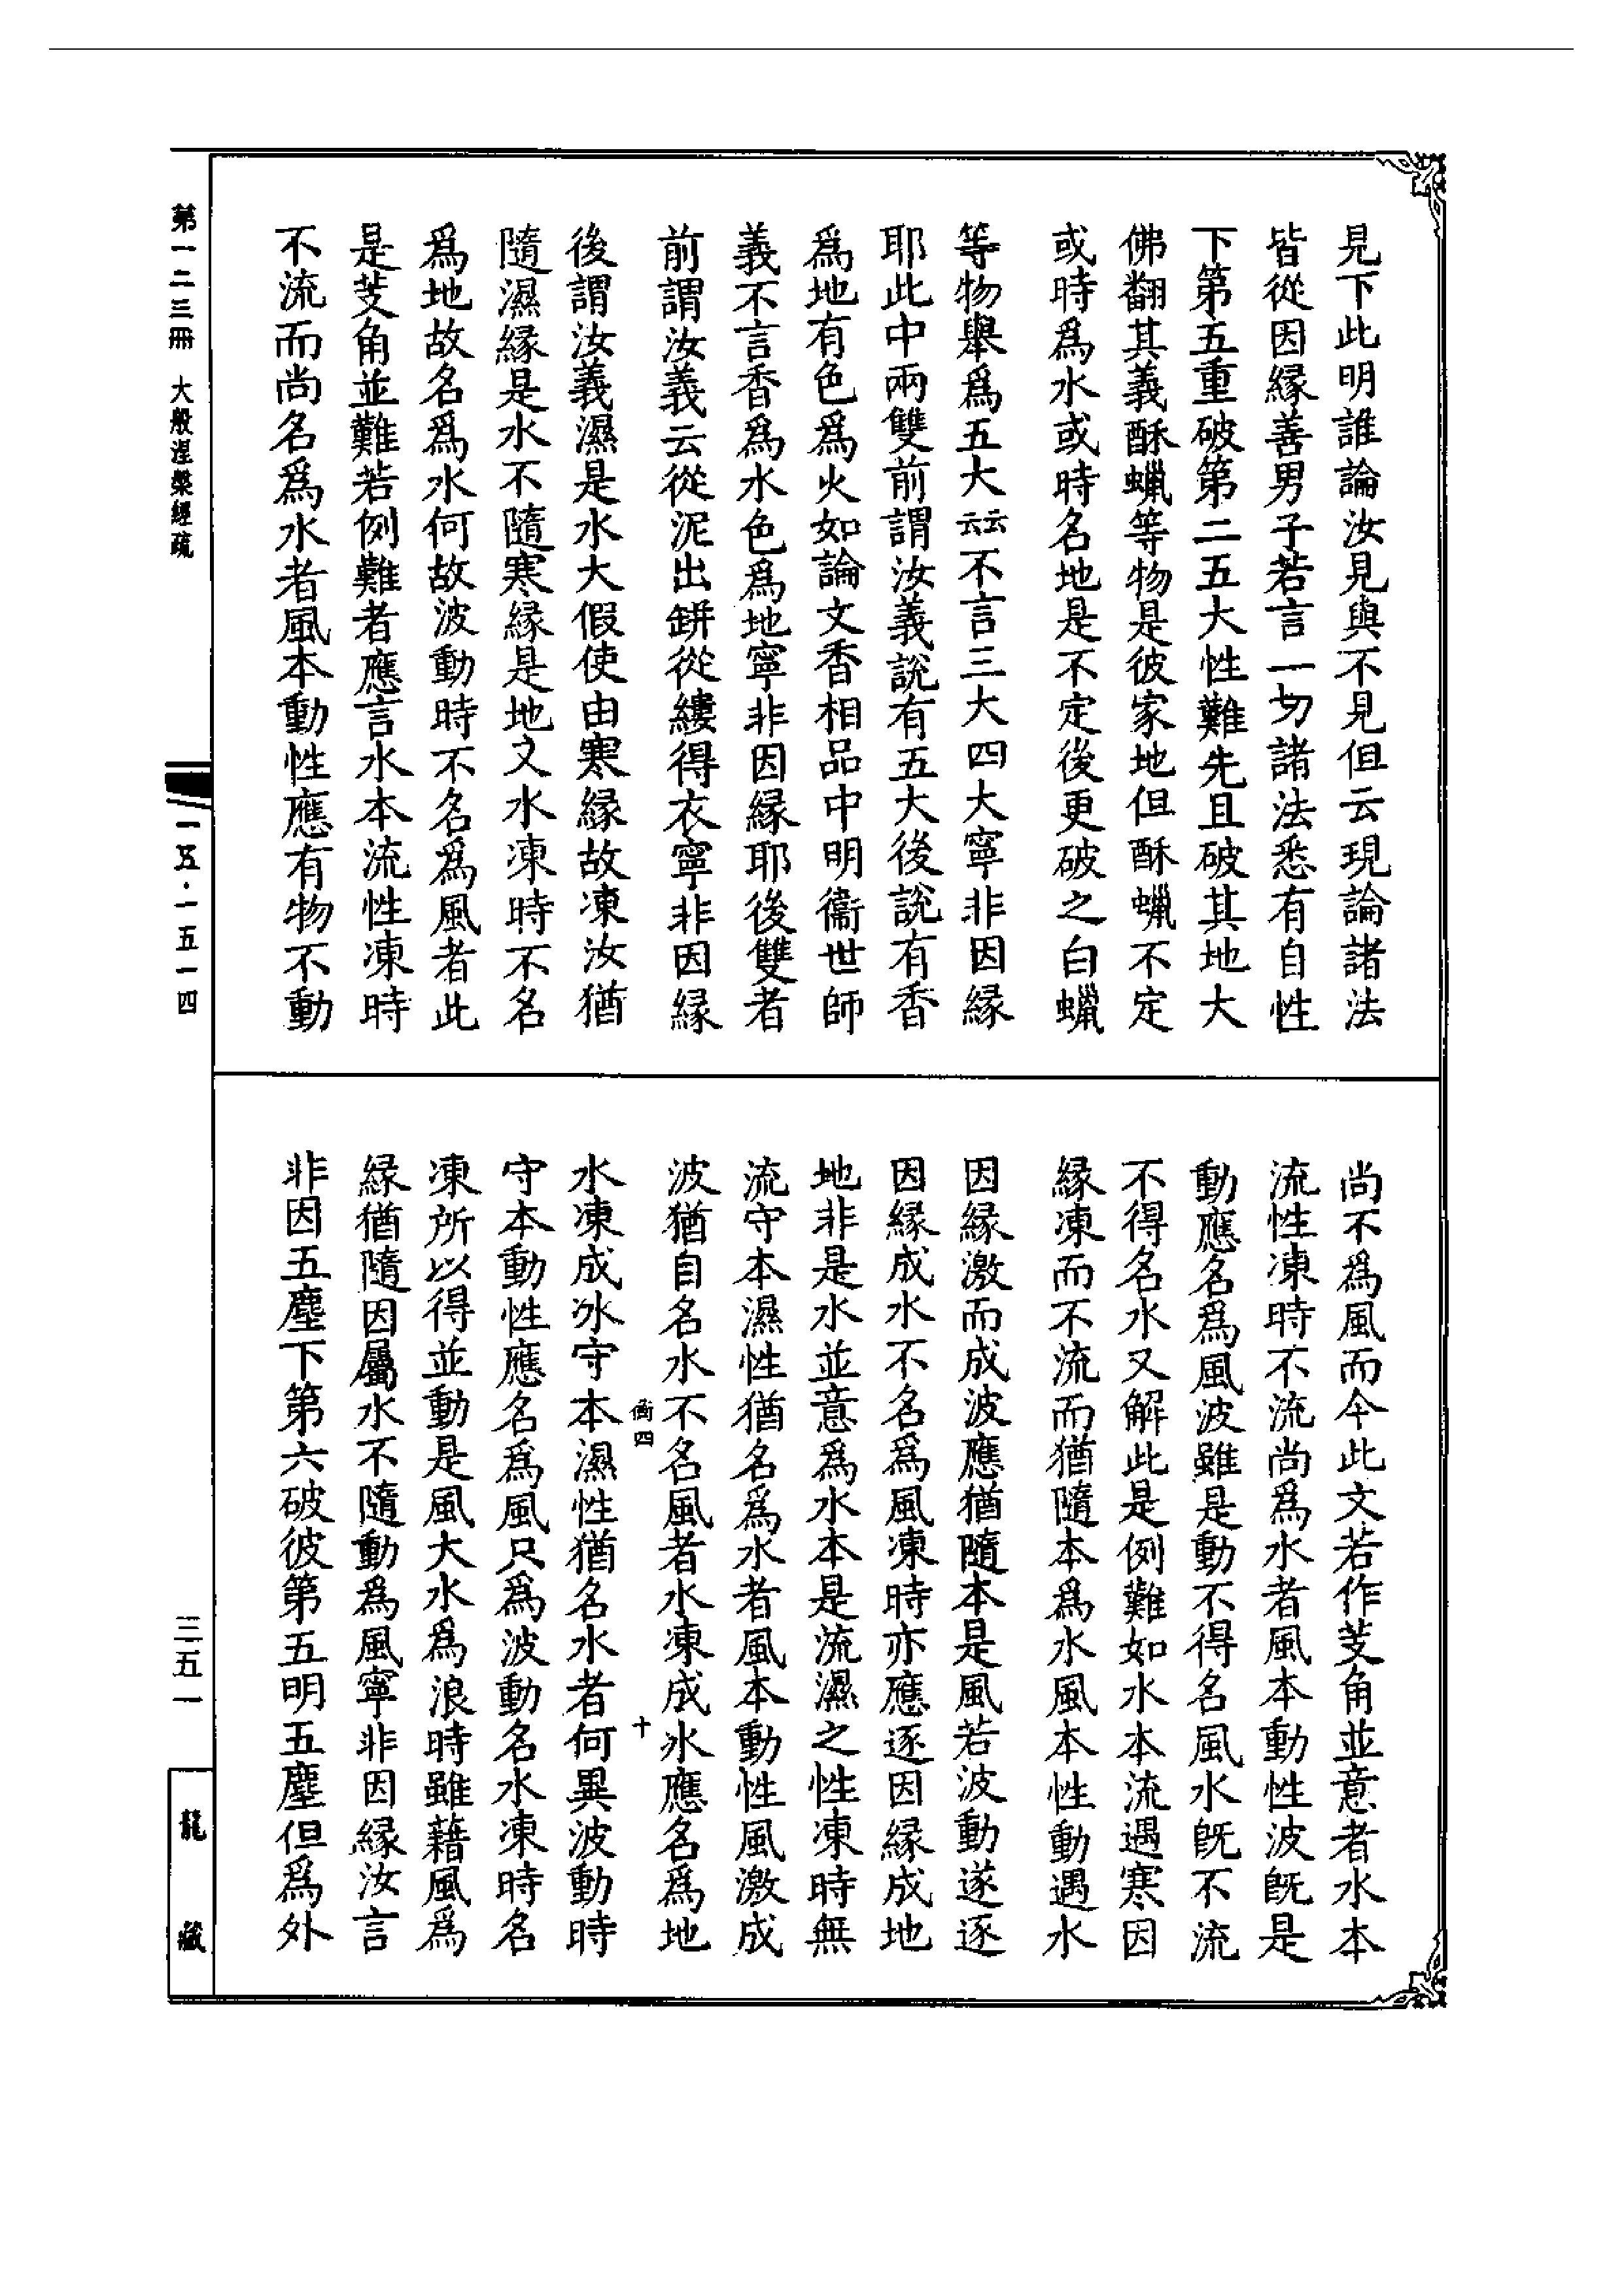 見下此明誰論汝見與不見但云現論諸法
皆從因緣善男子若言一切諸法悉有自性
下第五重破第二五大性難先且破其地大
佛翻其義酥蠟等物是彼家地但酥蠟不定
或時爲水或時名地是不定後更破之白蠟
等物舉爲五大云云不言三大四大寧非因緣
耶此中兩雙前謂汝義說有五大後說有香
爲地有色爲火如論文香相品中明衞世師
義不言香爲水色爲地寧非因緣耶後雙者
前謂汝義云從泥出缾從縷得衣寧非因緣
後謂汝義濕是水大假使由寒緣故凍汝猶
隨濕緣是水不隨寒緣是地文水凍時不名
爲地故名爲水何故波動時不名爲風者此
是芰角並難若例難者應言水本流性凍時
不流而尚名爲水者風本動性應有物不動
尚不爲風而今此文若作芰角並意者水本
流性凍時不流尚爲水者風本動性波旣是
動應名爲風波雖是動不得名風水旣不流
不得名水又解此是例難如水本流遇寒因
緣凍而不流而猶隨本爲水風本性動遇水
因緣激而成波應猶隨本是風若波動遂逐
因緣成水不名爲風凍時亦應逐因緣成地
地非是水並意爲水本是流濕之性凍時無
流守本濕性猶名爲水者風本動性風激成
波猶自名水不名風者水凍成氷應名爲地
衝四
十
水凍成氷守本濕性猶名水者何異波動時
守本動性應名爲風只爲波動名水凍時名
凍所以得並動是風大水爲浪時雖藉風爲
緣猶隨因屬水不隨動爲風寧非因緣汝言
非因五塵下第六破彼第五明五塵但爲外
第一二三冊 大般涅槃經疏
一五·一五一四
三五一
龍藏